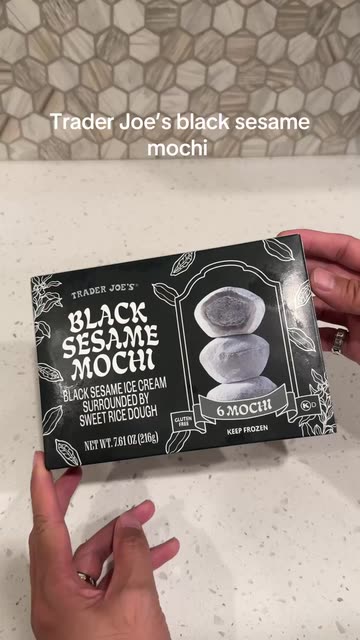 Trader Joe's black sesame
mochi
TRADER JOE'S™
BLACK
SESAME
MOCHI
BLACK SESAME ICE CREAM
SURROUNDED BY
SWEET RICE DOUGH
NET WT. 7.61 OZ (216g)
GLUTEN
FREE
6 MOCHI
KEEP FROZEN
K D